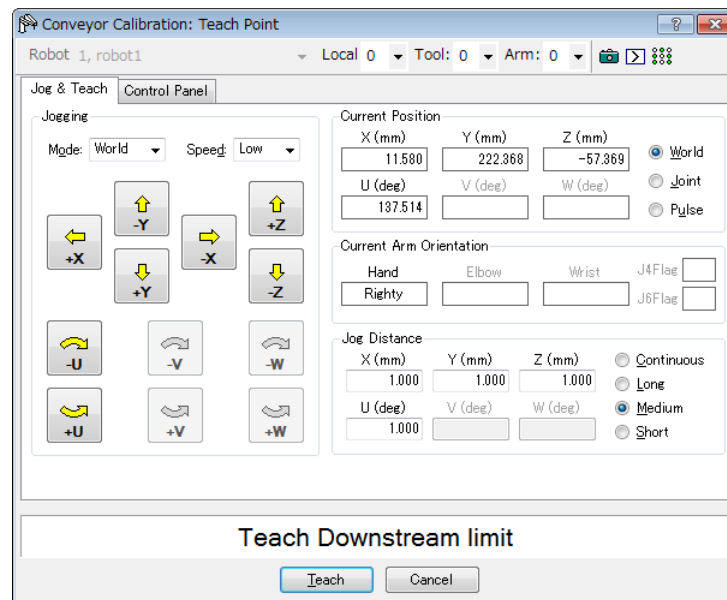 Conveyor Calibration: Teach Point
Robot 1, robot1 Local 0 Tool: 0 Arm: 0
Jog & Teach Control Panel
Jogging
Mode: World Speed: Low
-Y
+Z
+X
-X
+Y
-Z
-U -V -W
+U +V +W
Current Position
X (mm) Y (mm) Z (mm)
11.580 222.368 -57.369
U (deg) V (deg) W (deg)
137.514
World
Joint
Pulse
Current Arm Orientation
Hand Elbow Wrist J4Flag
Righty J6Flag
Jog Distance
X (mm) Y (mm) Z (mm)
1.000 1.000 1.000
U (deg) V (deg) W (deg)
1.000
Continuous
Long
Medium
Short
Teach Downstream limit
Teach Cancel